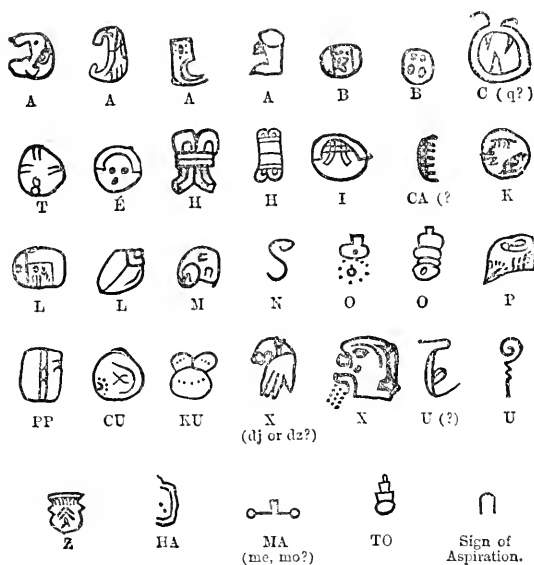 A A A A B B C (q?)
T É H H I CA (? K
L L M N O O P
PP CU KU X X U (?) U
(dj or dz?)
Z HA MA TO Sign of
(me, mo?) Aspiration.